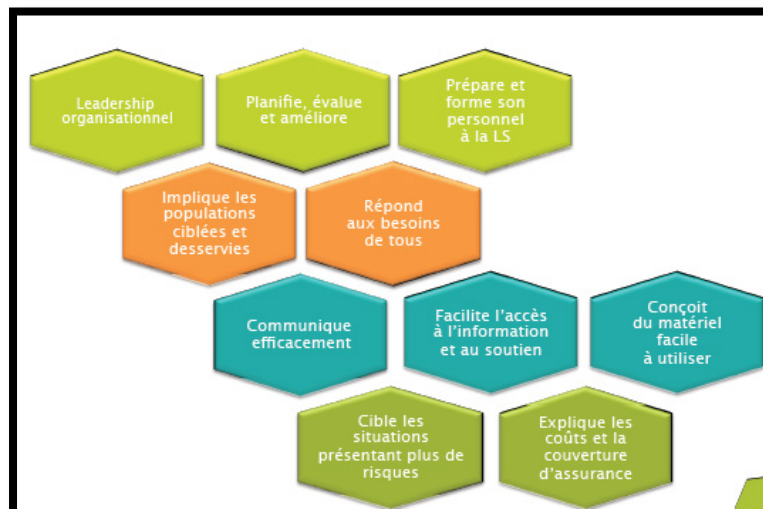 Leadership
organisationnel
Planifie, évalue
et améliore
Prépare et
forme son
personnel
à la LS
Implique les
populations
ciblées et
desservies
Répond
aux besoins
de tous
Communique
efficacement
Facilite l'accès
à l'information
et au soutien
Conçoit
du matériel
facile
à utiliser
Cible les
situations
présentant plus de
risques
Explique les
coûts et la
couverture
d'assurance